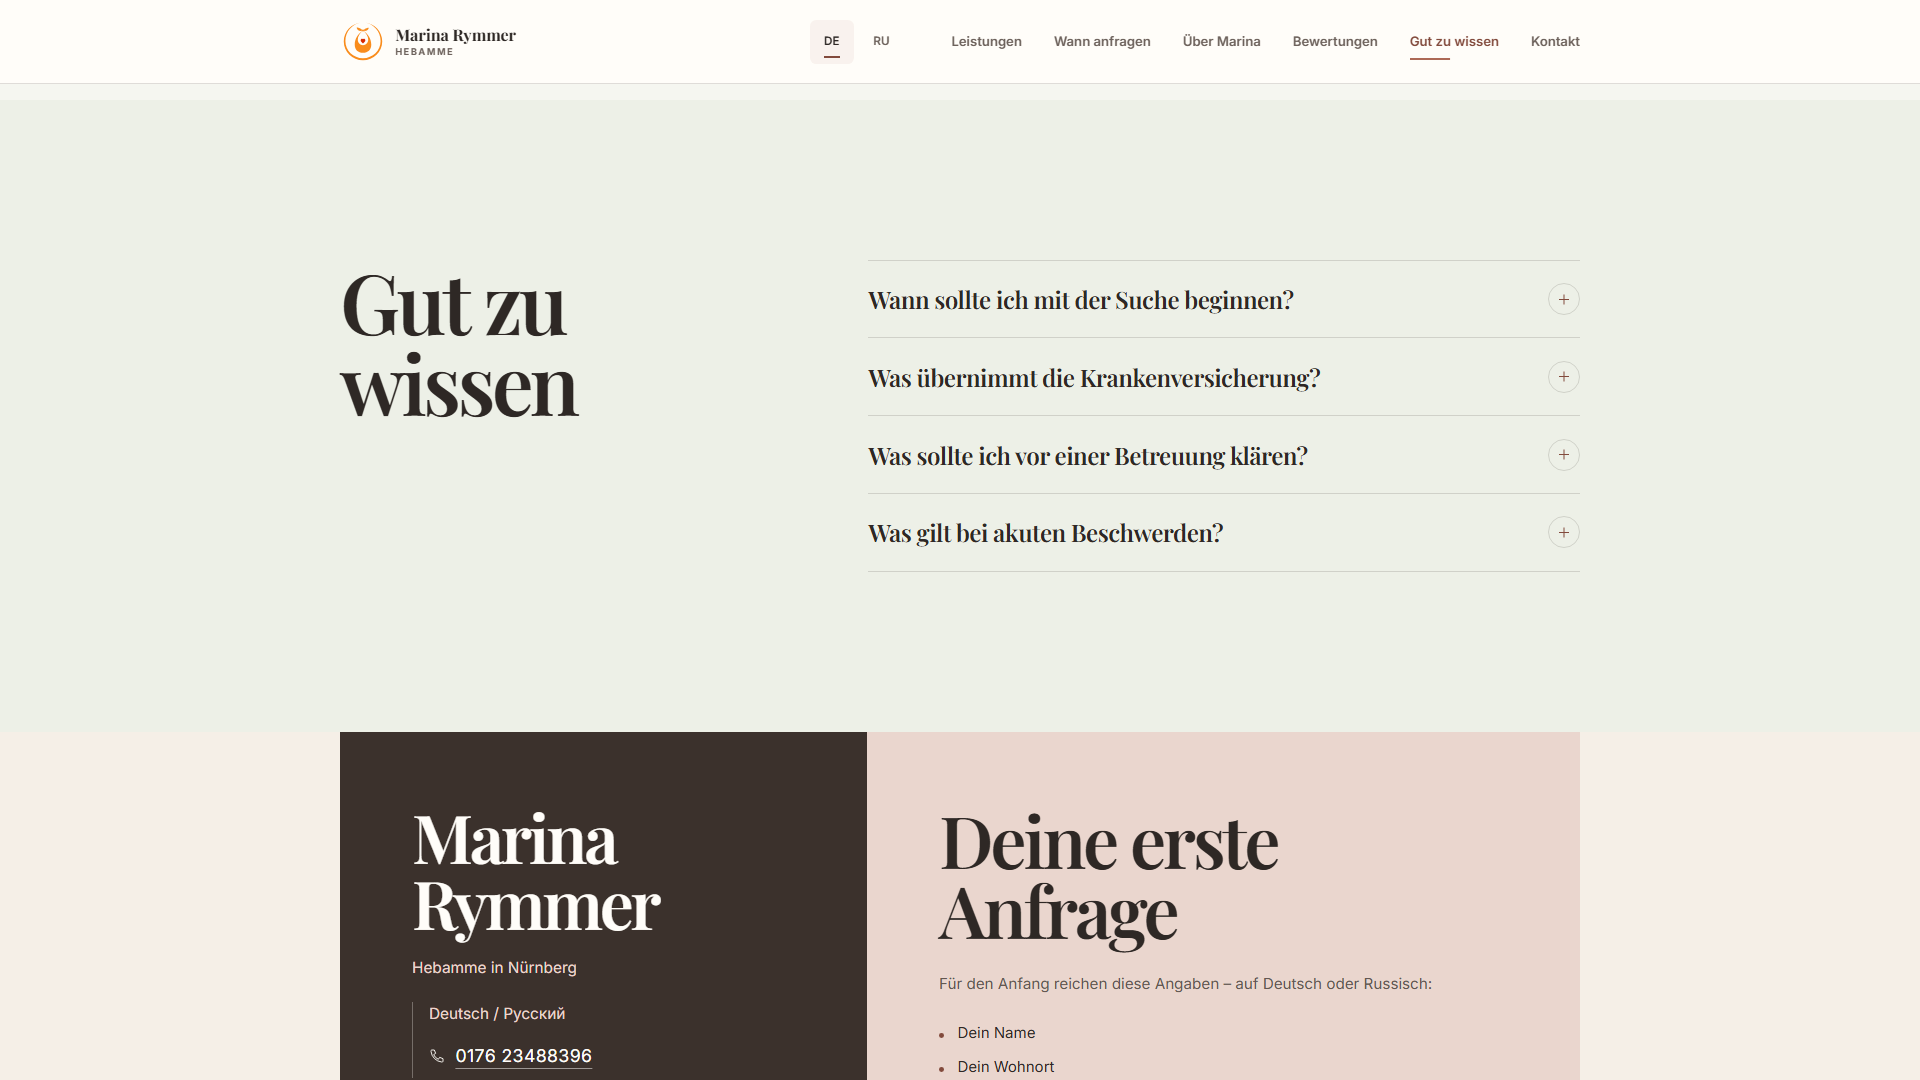 Marina Rymmer
HEBAMME
DE
RU
Leistungen
Wann anfragen
Über Marina
Bewertungen
Gut zu wissen
Kontakt
Gut zu
wissen
Wann sollte ich mit der Suche beginnen?
Was übernimmt die Krankenversicherung?
Was sollte ich vor einer Betreuung klären?
Was gilt bei akuten Beschwerden?
Marina
Rymmer
Hebamme in Nürnberg
Deutsch / Русский
0176 23488396
Deine erste
Anfrage
Für den Anfang reichen diese Angaben – auf Deutsch oder Russisch:
Dein Name
Dein Wohnort